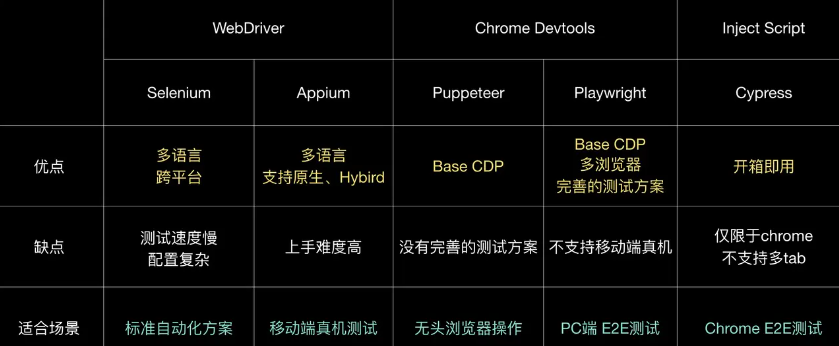 WebDriver
Chrome Devtools
Inject Script
Selenium
Appium
Puppeteer
Playwright
Cypress
优点
多语言
跨平台
多语言
支持原生、Hybird
Base CDP
Base CDP
多浏览器
完善的测试方案
开箱即用
缺点
测试速度慢
配置复杂
上手难度高
没有完善的测试方案
不支持移动端真机
仅限于chrome
不支持多tab
适合场景
标准自动化方案
移动端真机测试
无头浏览器操作
PC端 E2E测试
Chrome E2E测试